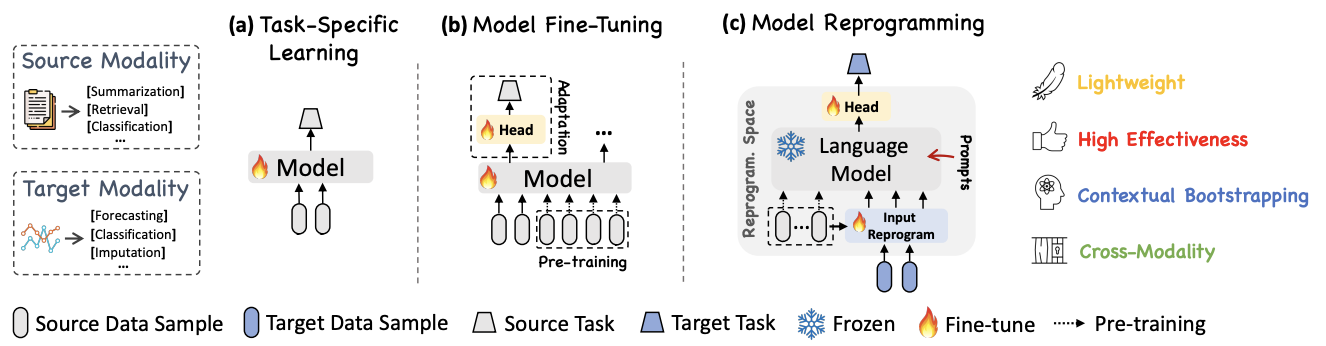 Source Modality
[Summarization]
[Retrieval]
[Classification]
...
Target Modality
[Forecasting]
[Classification]
[Imputation]
...
(a) Task-Specific
Learning
Model
(b) Model Fine-Tuning
Adaptation
Head
...
Model
Pre-training
(c) Model Reprogramming
Reprogram. Space
Head
Language
Model
Prompts
...
Input
Reprogram
Lightweight
High Effectiveness
Contextual Bootstrapping
Cross-Modality
Source Data Sample
Target Data Sample
Source Task
Target Task
Frozen
Fine-tune
Pre-training